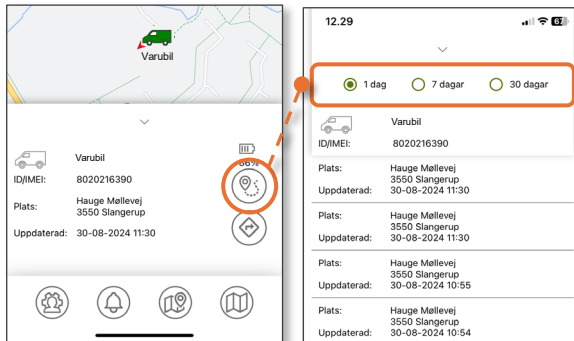 Varubil
86%
Varubil
ID/IMEI: 8020216390
Plats: Hauge Møllevej
3550 Slangerup
Uppdaterad: 30-08-2024 11:30
12.29
67
1 dag 7 dagar 30 dagar
Varubil
ID/IMEI: 8020216390
Plats: Hauge Møllevej
3550 Slangerup
Uppdaterad: 30-08-2024 11:30
Plats: Hauge Møllevej
3550 Slangerup
Uppdaterad: 30-08-2024 11:30
Plats: Hauge Møllevej
3550 Slangerup
Uppdaterad: 30-08-2024 10:55
Plats: Hauge Møllevej
3550 Slangerup
Uppdaterad: 30-08-2024 10:54